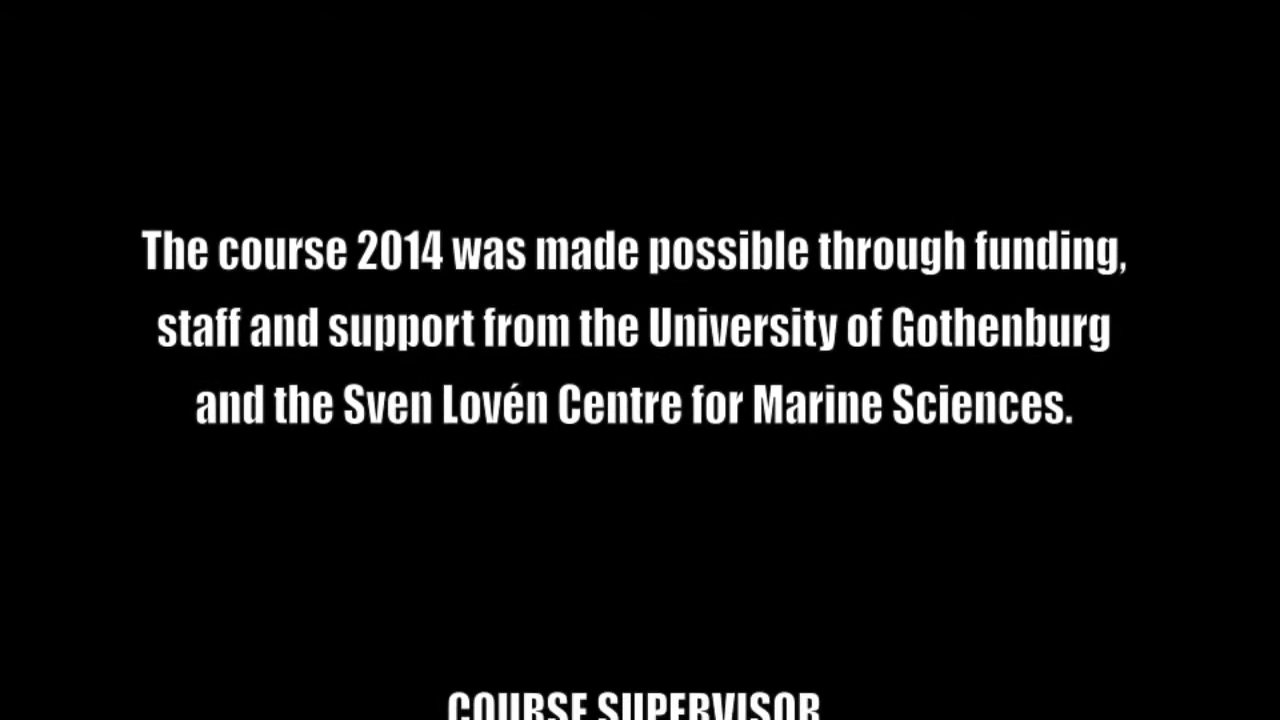 The course 2014 was made possible through funding,
staff and support from the University of Gothenburg
and the Sven Lovén Centre for Marine Sciences.
COURSE SUPERVISOR